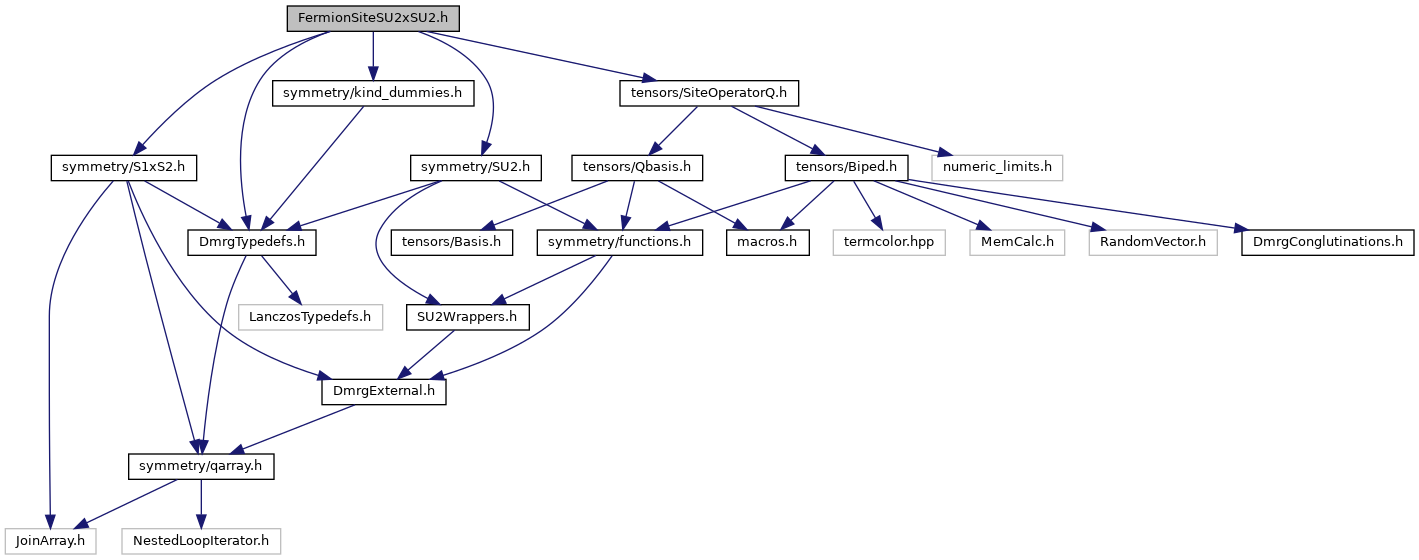 FermionSiteSU2xSU2.h
symmetry/kind_dummies.h
tensors/SiteOperatorQ.h
symmetry/S1xS2.h
symmetry/SU2.h
tensors/Qbasis.h
tensors/Biped.h
numeric_limits.h
DmrgTypedefs.h
tensors/Basis.h
symmetry/functions.h
macros.h
termcolor.hpp
MemCalc.h
RandomVector.h
DmrgConglutinations.h
LanczosTypedefs.h
SU2Wrappers.h
DmrgExternal.h
symmetry/qarray.h
JoinArray.h
NestedLoopIterator.h